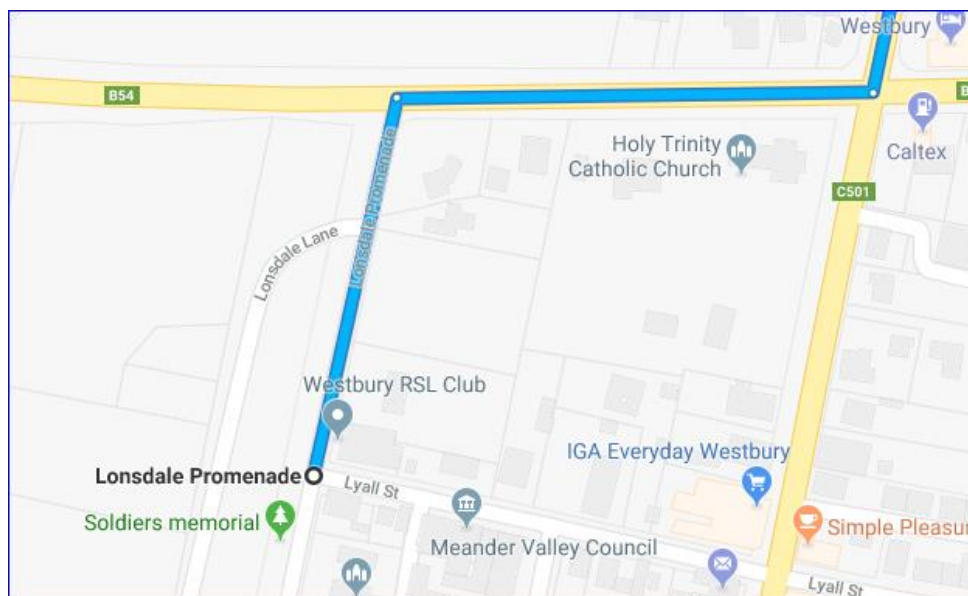 Westbury
B54
B
Caltex
Holy Trinity
Catholic Church
C501
Lonsdale Promenade
Lonsdale Lane
Westbury RSL Club
IGA Everyday Westbury
Lonsdale Promenade
Lyall St
Soldiers memorial
Meander Valley Council
Simple Pleasur
Lyall St